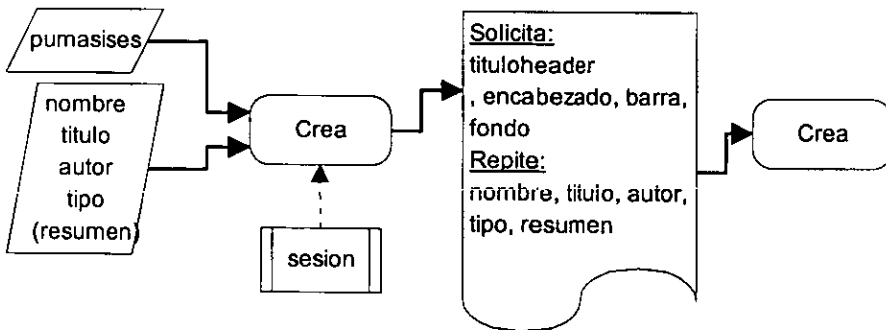 pumasises
nombre
titulo
autor
tipo
(resumen)
Crea
sesion
Solicita:
tituloheader
, encabezado, barra,
fondo
Repite:
nombre, titulo, autor,
tipo, resumen
Crea